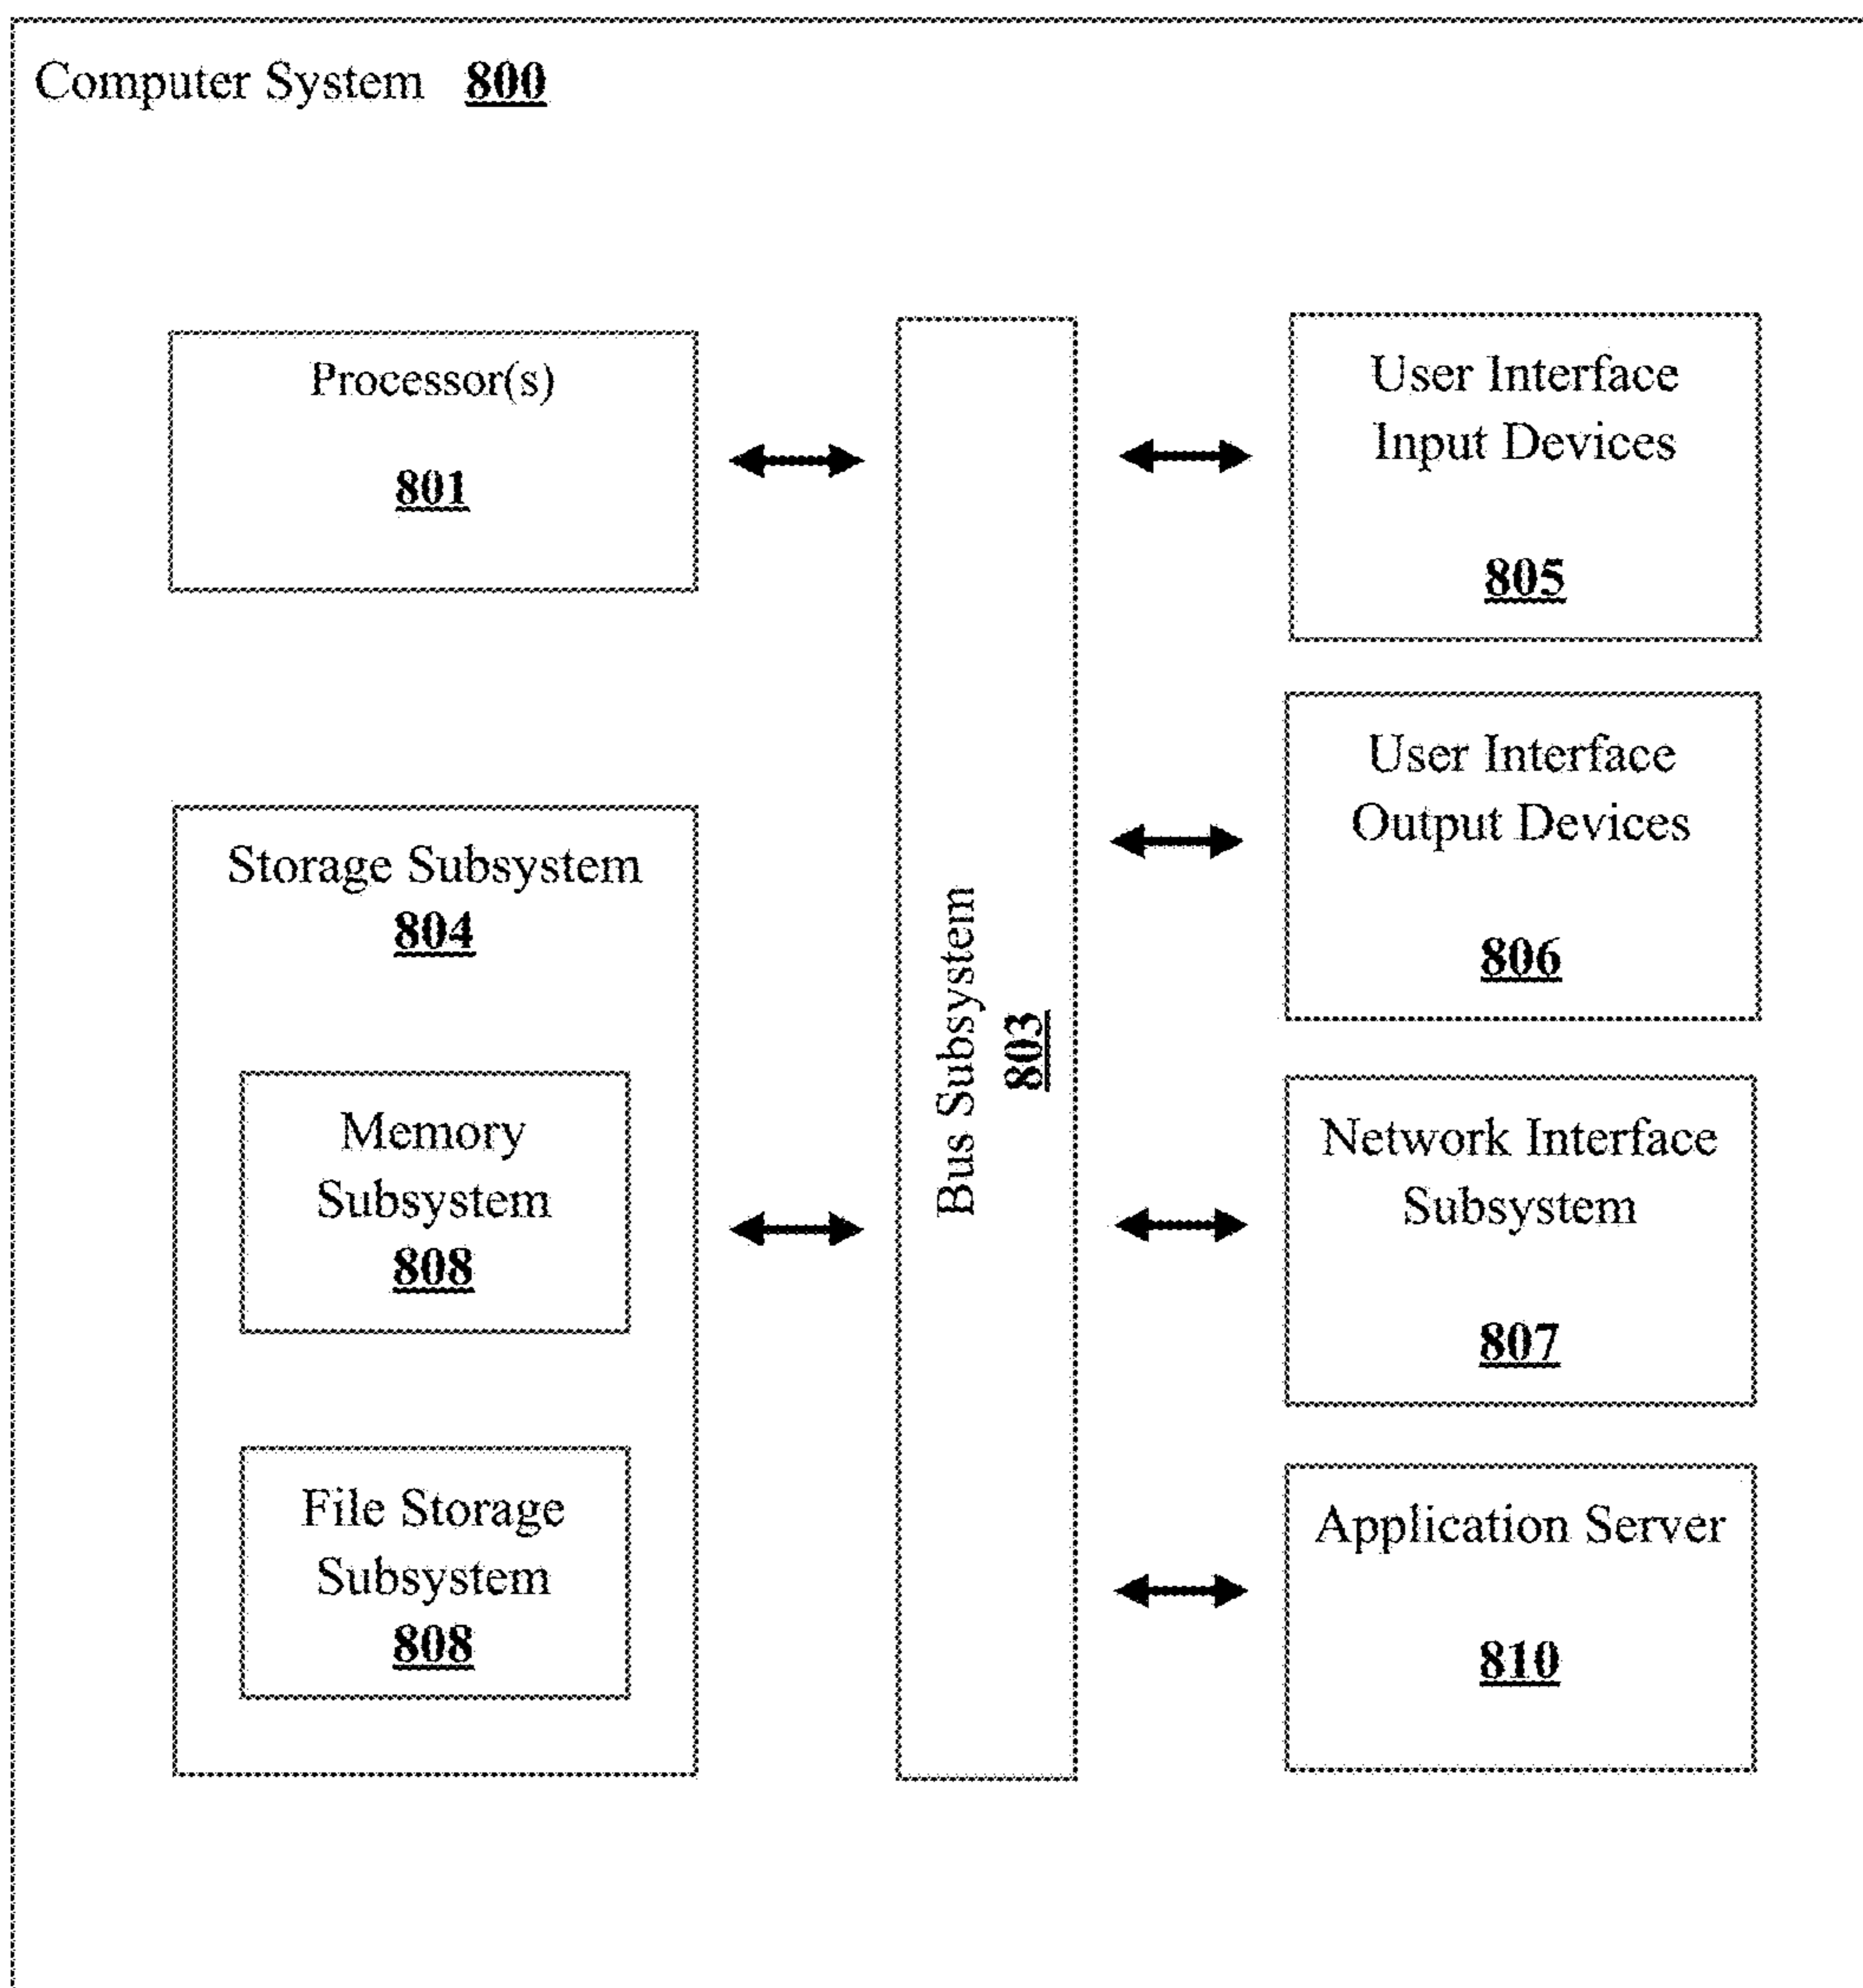 Computer System 800
Processor(s)
801
Storage Subsystem
804
Memory
Subsystem
808
File Storage
Subsystem
808
Bus Subsystem
803
User Interface
Input Devices
805
User Interface
Output Devices
806
Network Interface
Subsystem
807
Application Server
810